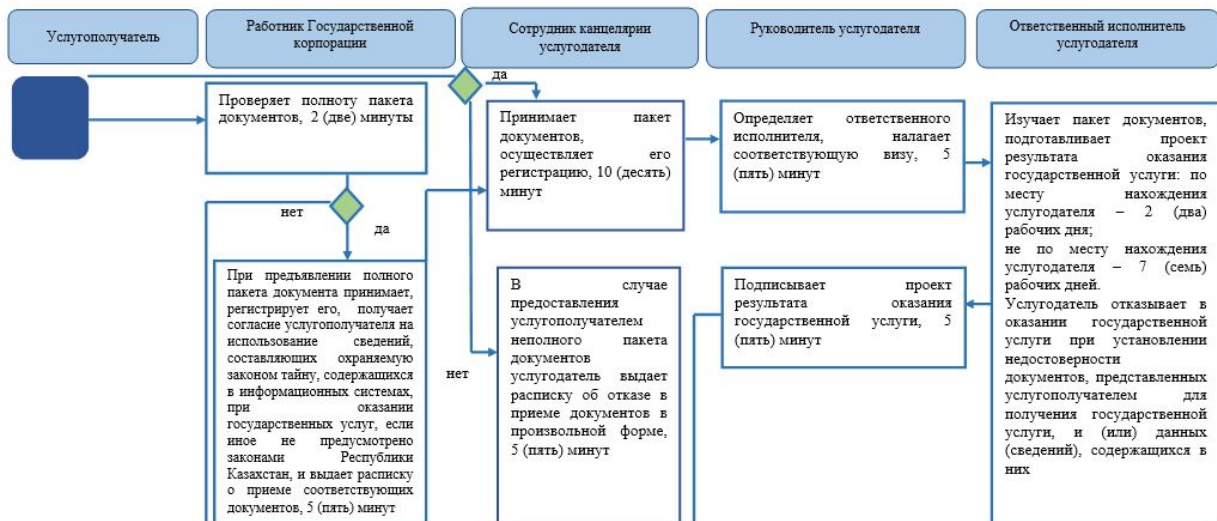 Услугополучатель
Работник Государственной
корпорации
Сотрудник канцелярии
услугодателя
Руководитель услугодателя
Ответственный исполнитель
услугодателя
Проверяет полноту пакета
документов, 2 (две) минуты
да
Принимает пакет
документов,
осуществляет его
регистрацию, 10 (десять)
минут
Определяет ответственного
исполнителя, налагает
соответствующую визу, 5
(пять) минут
Изучает пакет документов,
подготавливает проект
результата оказания
государственной услуги: по
месту нахождения
услугодателя – 2 (два)
рабочих дня;
не по месту нахождения
услугодателя – 7 (семь)
рабочих дней.
Услугодатель отказывает в
оказании государственной
услуги при установлении
недостоверности
документов, представленных
услугополучателем для
получения государственной
услуги, и (или) данных
(сведений), содержащихся в
них
нет
да
При предъявлении полного
пакета документа принимает,
регистрирует его, получает
согласие услугополучателя на
использование сведений,
составляющих охраняемую
законом тайну, содержащихся
в информационных системах,
при оказании
государственных услуг, если
иное не предусмотрено
законами Республики
Казахстан, и выдает расписку
о приеме соответствующих
документов, 5 (пять) минут
нет
В случае
предоставления
услугополучателем
неполного пакета
документов
услугодатель выдает
расписку об отказе в
приеме документов в
произвольной форме,
5 (пять) минут
Подписывает проект
результата оказания
государственной услуги, 5
(пять) минут